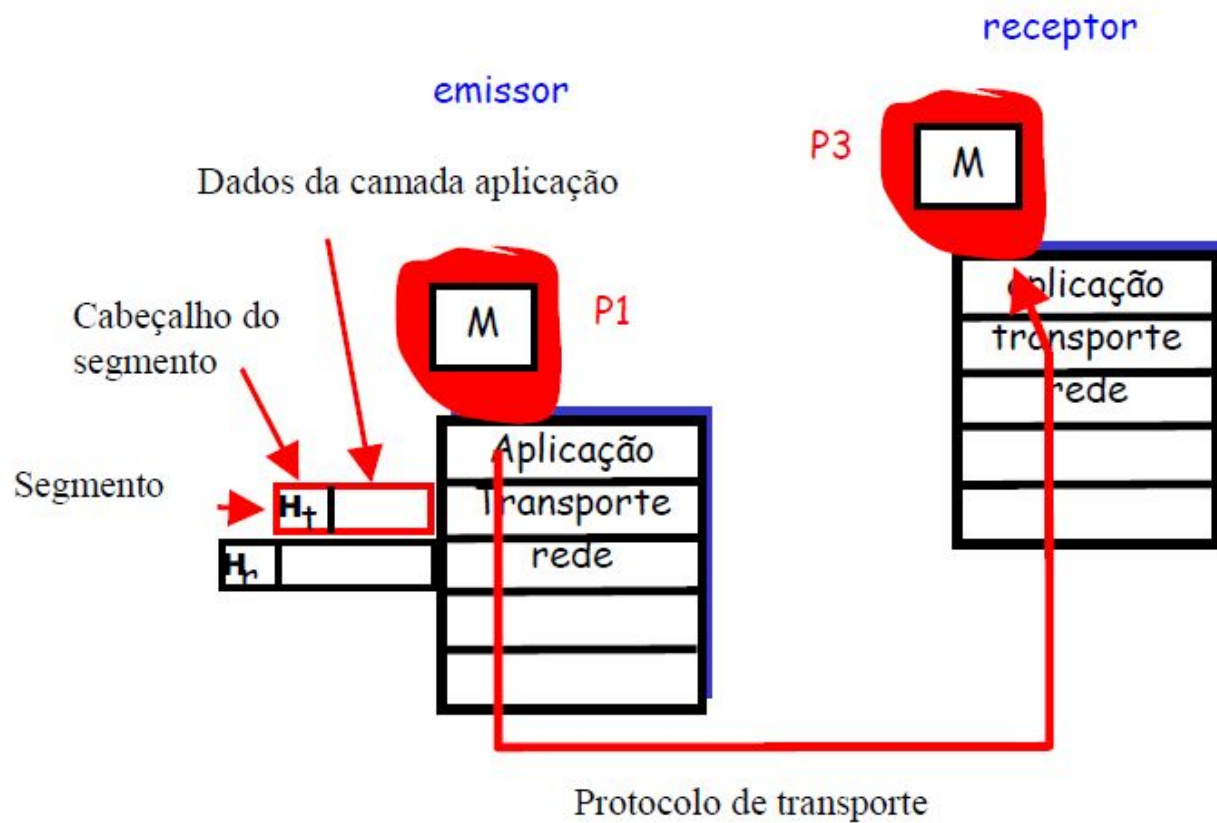 receptor
emissor
P3
M
Dados da camada aplicação
M
P1
Cabeçalho do
segmento
aplicação
transporte
rede
Segmento
Ht
Hr
Aplicação
Transporte
rede
Protocolo de transporte